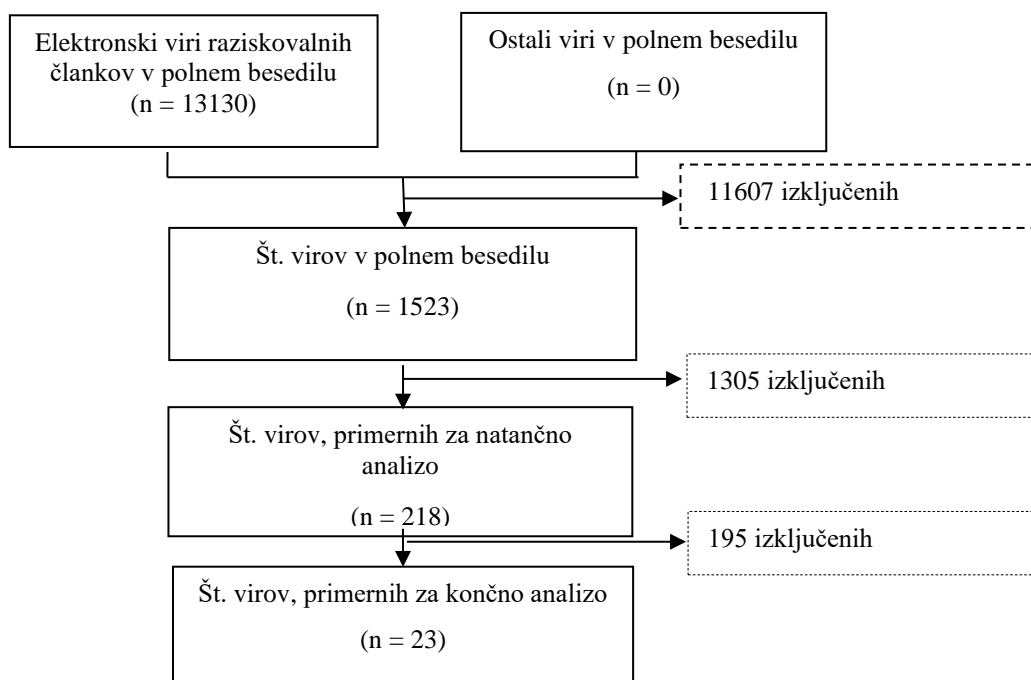 Elektronski viri raziskovalnih
člankov v polnem besedilu
(n = 13130)
Ostali viri v polnem besedilu
(n = 0)
11607 izključenih
Št. virov v polnem besedilu
(n = 1523)
1305 izključenih
Št. virov, primernih za natančno
analizo
(n = 218)
195 izključenih
Št. virov, primernih za končno analizo
(n = 23)